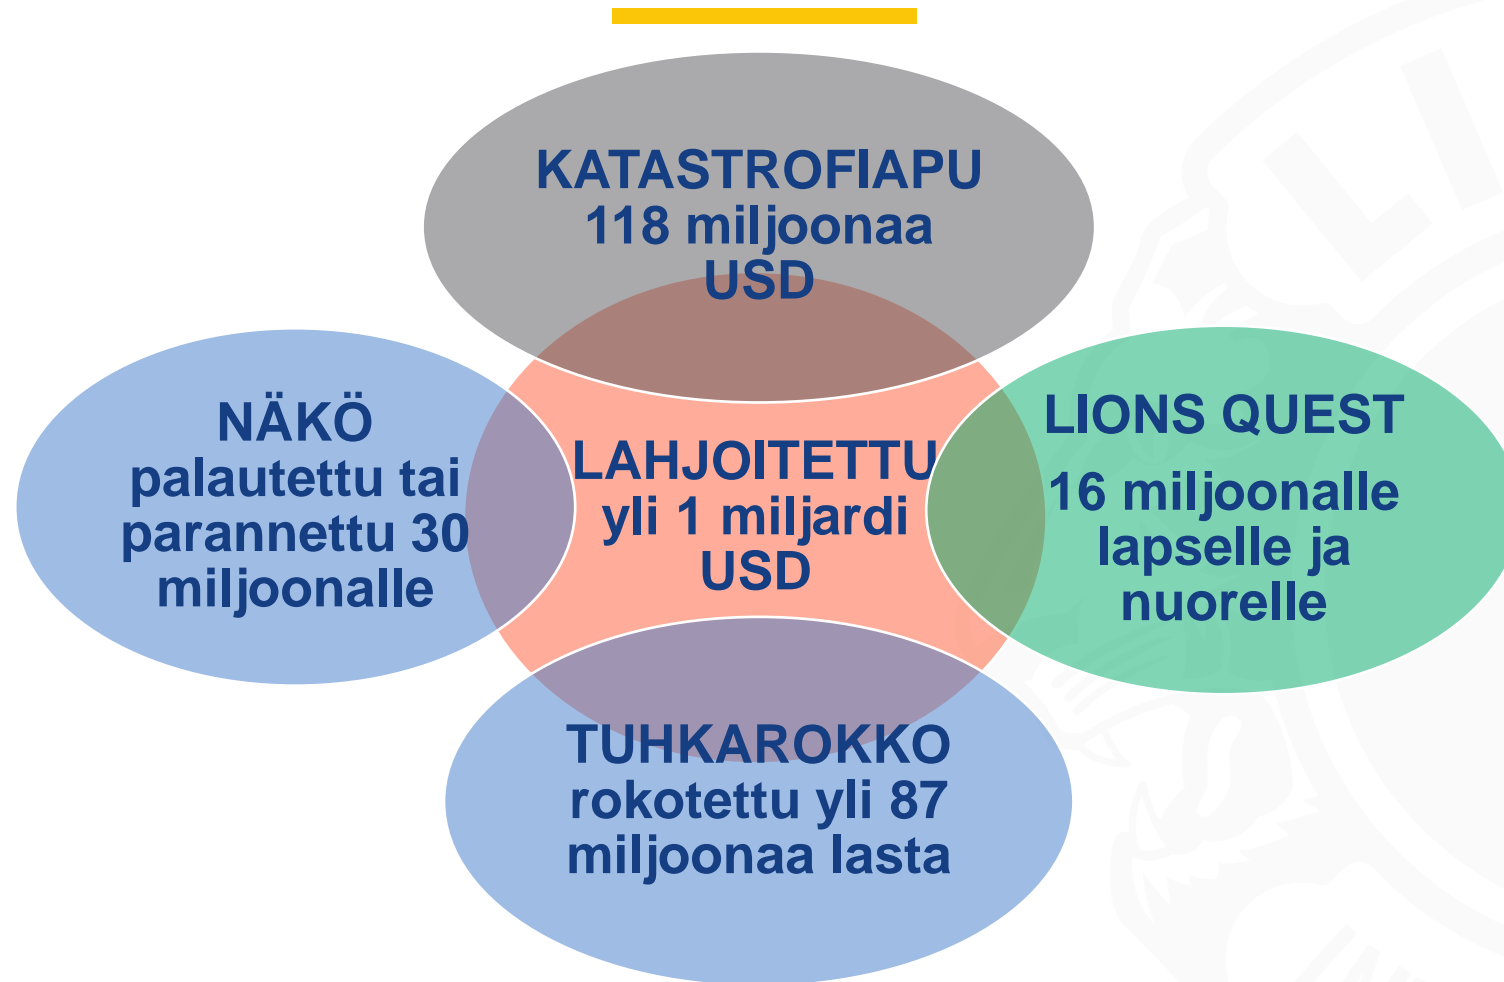 KATASTROFIAPU
118 miljoonaa
USD
NÄKÖ
palautettu tai
parannettu 30
miljoonalle
LAHJOITETTU
yli 1 miljardi
USD
LIONS QUEST
16 miljoonalle
lapselle ja
nuorelle
TUHKAROKKO
rokotettu yli 87
miljoonaa lasta